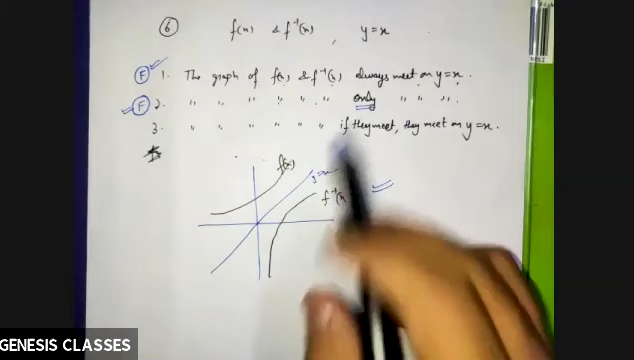 6 f(x) & f⁻¹(x), y=x
F 1. The graph of f(x) & f⁻¹(x) always meet on y=x.
F 2. " " " " " " only " " ".
3. " " " " " " if they meet, they meet on y=x.
f(x)
y=x
f⁻¹(x
GENESIS CLASSES